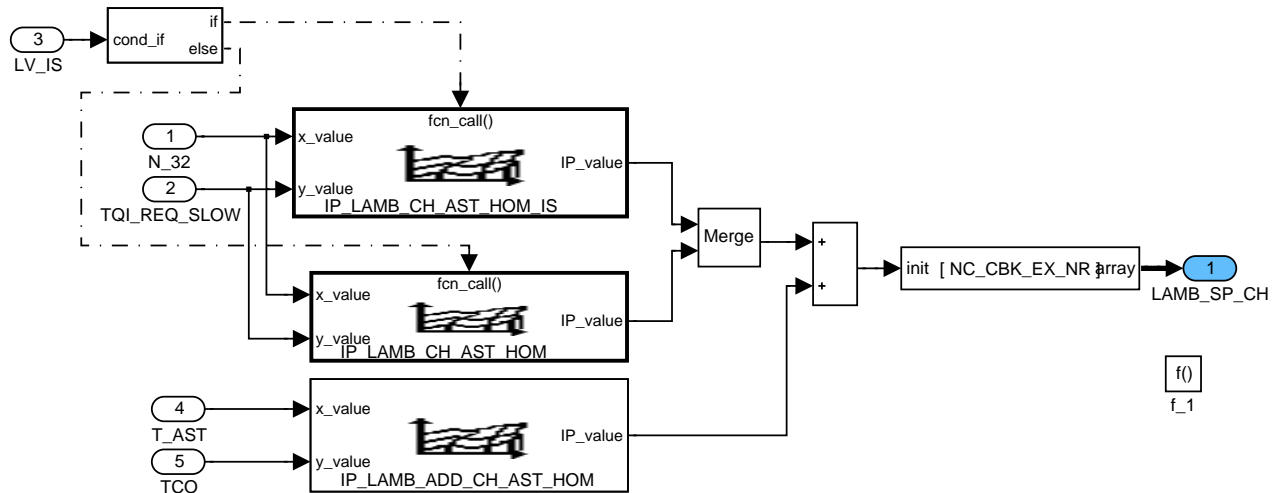 if
3
cond_if
else
LV_IS
fcn_call()
1
x_value
IP_value
N_32
2
y_value
TQI_REQ_SLOW
IP_LAMB_CH_AST_HOM_IS
Merge
+
fcn_call()
init [ NC_CBK_EX_NR ] array
1
x_value
+
LAMB_SP_CH
IP_value
y_value
IP_LAMB_CH_AST_HOM
f()
4
x_value
f_1
T_AST
IP_value
5
y_value
IP_LAMB_ADD_CH_AST_HOM
TCO